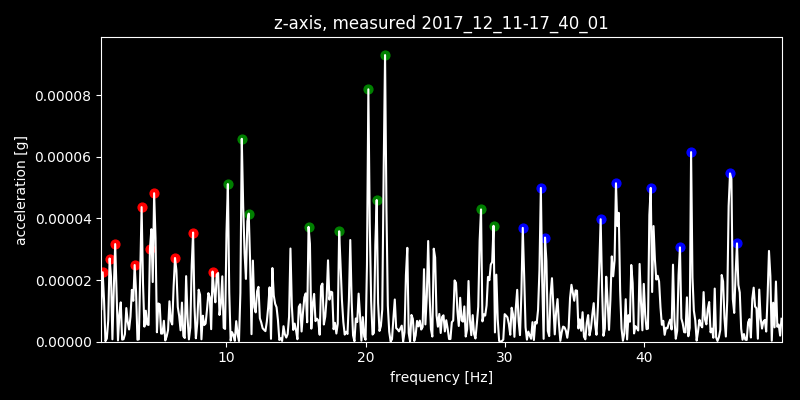 z-axis, measured 2017_12_11-17_40_01
acceleration [g]
0.00008
0.00006
0.00004
0.00002
0.00000
10 20 30 40
frequency [Hz]